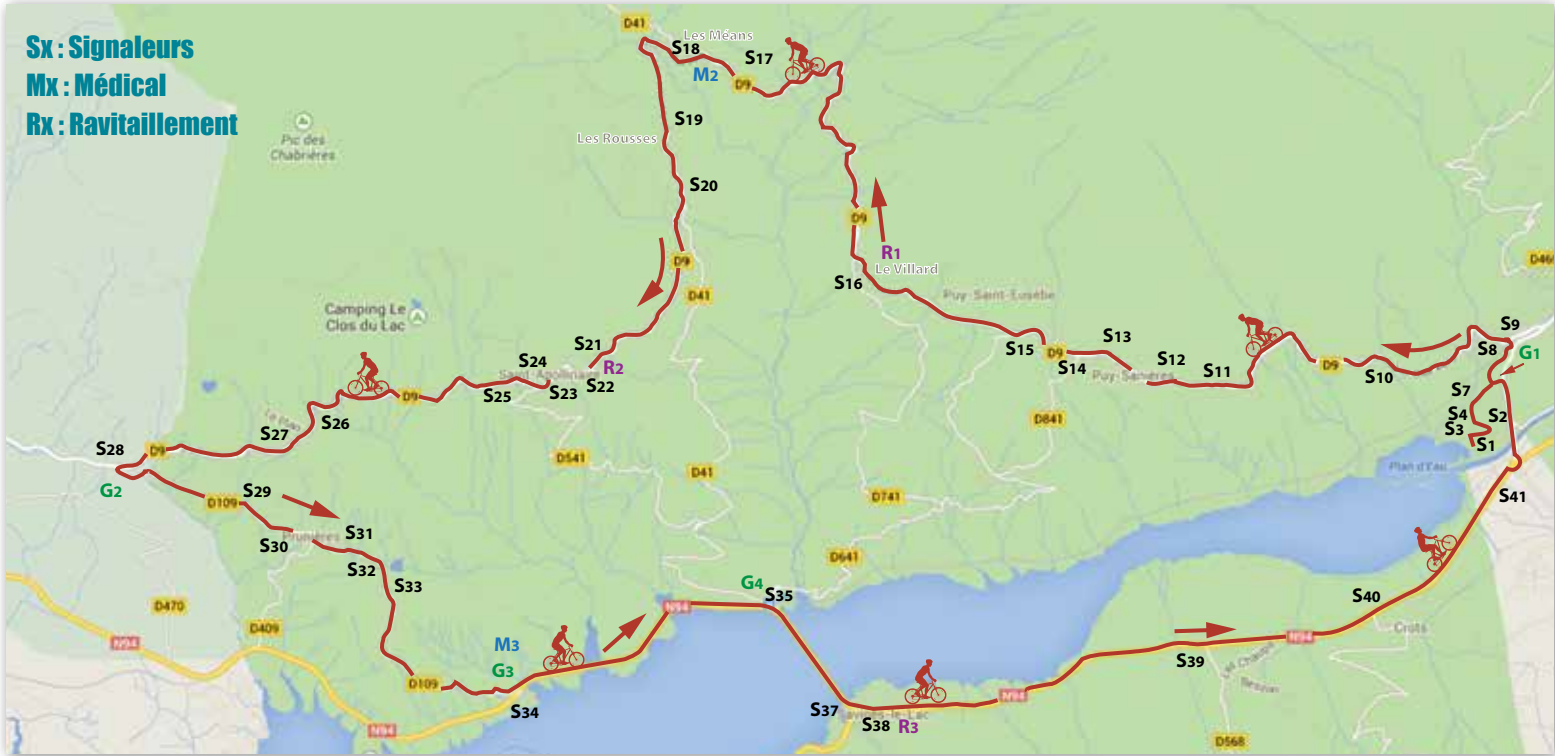 Sx : Signaleurs
Mx : Médical
Rx : Ravitaillement
D41
Les Méans
S18
S17
M2
D9
Pic des
Chabrières
Les Rousses
S19
S20
D9
R1
Le Villard
S16
D9
D41
Puy-Saint-Eusèbe
D460
Camping Le
Clos du Lac
S21
R2
S22
S24
Saint-Apollinaire
S23
S25
D9
S26
S27
S15
D9
S14
S13
Puy-Sanières
S12
S11
D9
S10
S9
S8
G1
S7
S4
S3
S2
S1
D841
Plan d'Eau
S41
S28
D9
G2
D541
D41
D741
D109
S29
S30
Prunières
S31
S32
S33
D470
D409
N94
D641
G4
S35
N94
M3
G3
D109
S34
N94
S37
Savines-le-Lac
S38
R3
N94
S39
N94
S40
Crots
D568